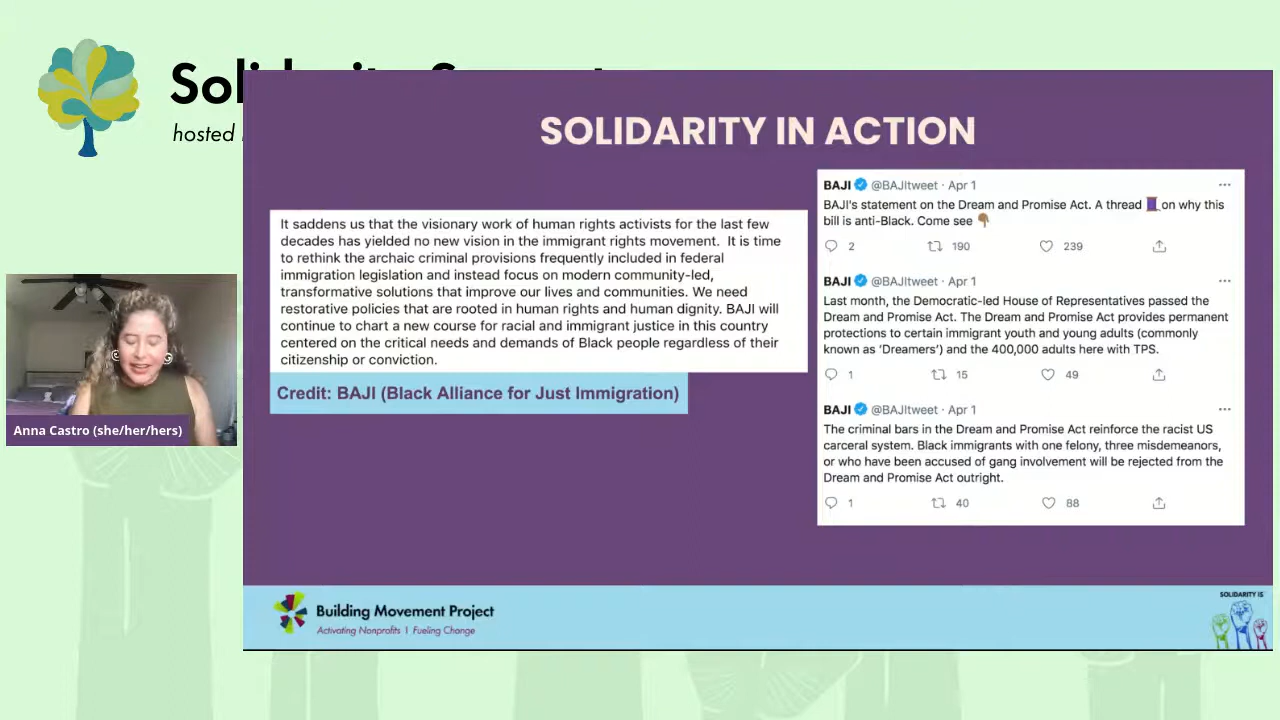 Sol
hosted
SOLIDARITY IN ACTION
It saddens us that the visionary work of human rights activists for the last few
decades has yielded no new vision in the immigrant rights movement. It is time
to rethink the archaic criminal provisions frequently included in federal
immigration legislation and instead focus on modern community-led,
transformative solutions that improve our lives and communities. We need
restorative policies that are rooted in human rights and human dignity. BAJI will
continue to chart a new course for racial and immigrant justice in this country
centered on the critical needs and demands of Black people regardless of their
citizenship or conviction.
Credit: BAJI (Black Alliance for Just Immigration)
BAJI @BAJItweet · Apr 1
BAJI's statement on the Dream and Promise Act. A thread 🧵 on why this
bill is anti-Black. Come see 👇🏾
2 190 239
BAJI @BAJItweet · Apr 1
Last month, the Democratic-led House of Representatives passed the
Dream and Promise Act. The Dream and Promise Act provides permanent
protections to certain immigrant youth and young adults (commonly
known as 'Dreamers') and the 400,000 adults here with TPS.
1 15 49
BAJI @BAJItweet · Apr 1
The criminal bars in the Dream and Promise Act reinforce the racist US
carceral system. Black immigrants with one felony, three misdemeanors,
or who have been accused of gang involvement will be rejected from the
Dream and Promise Act outright.
1 40 88
Anna Castro (she/her/hers)
Building Movement Project
Activating Nonprofits | Fueling Change
SOLIDARITY IS